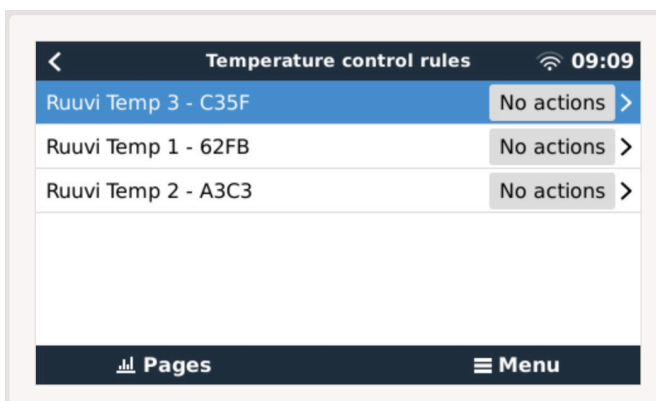 Temperature control rules 09:09
Ruuvi Temp 3 - C35F No actions
Ruuvi Temp 1 - 62FB No actions
Ruuvi Temp 2 - A3C3 No actions
Pages Menu